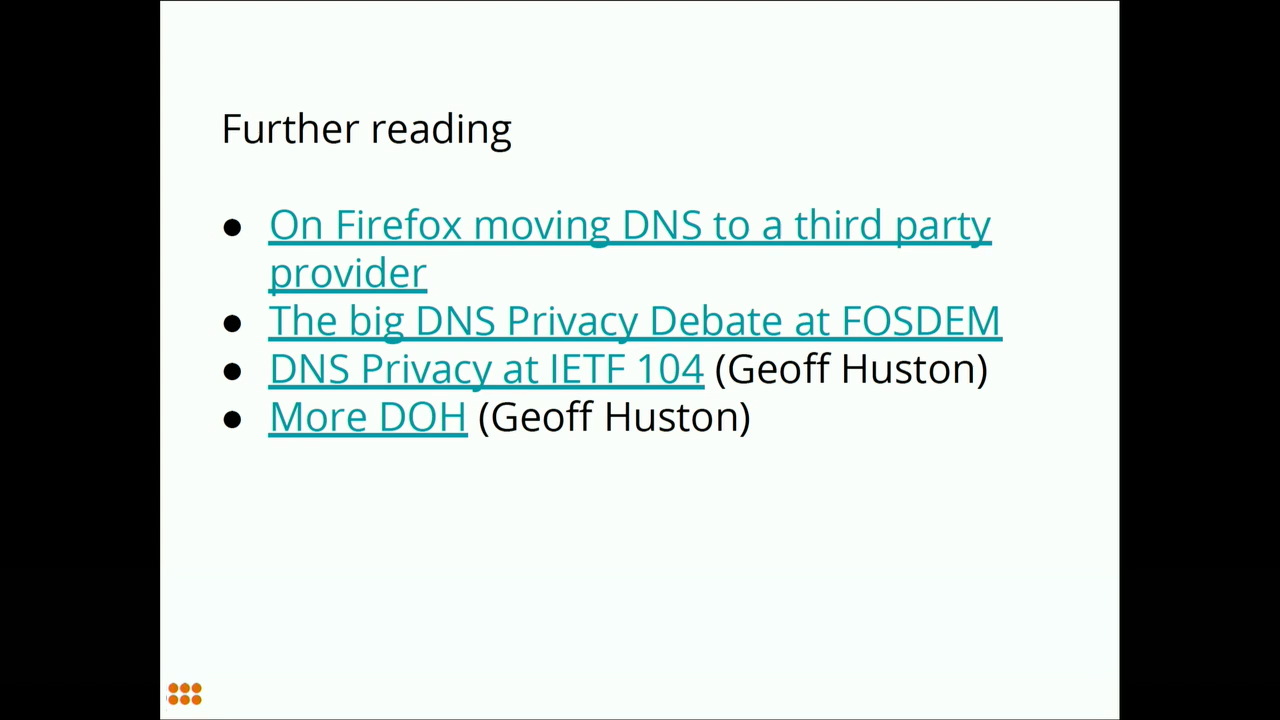 Further reading
● On Firefox moving DNS to a third party
provider
● The big DNS Privacy Debate at FOSDEM
● DNS Privacy at IETF 104 (Geoff Huston)
● More DOH (Geoff Huston)